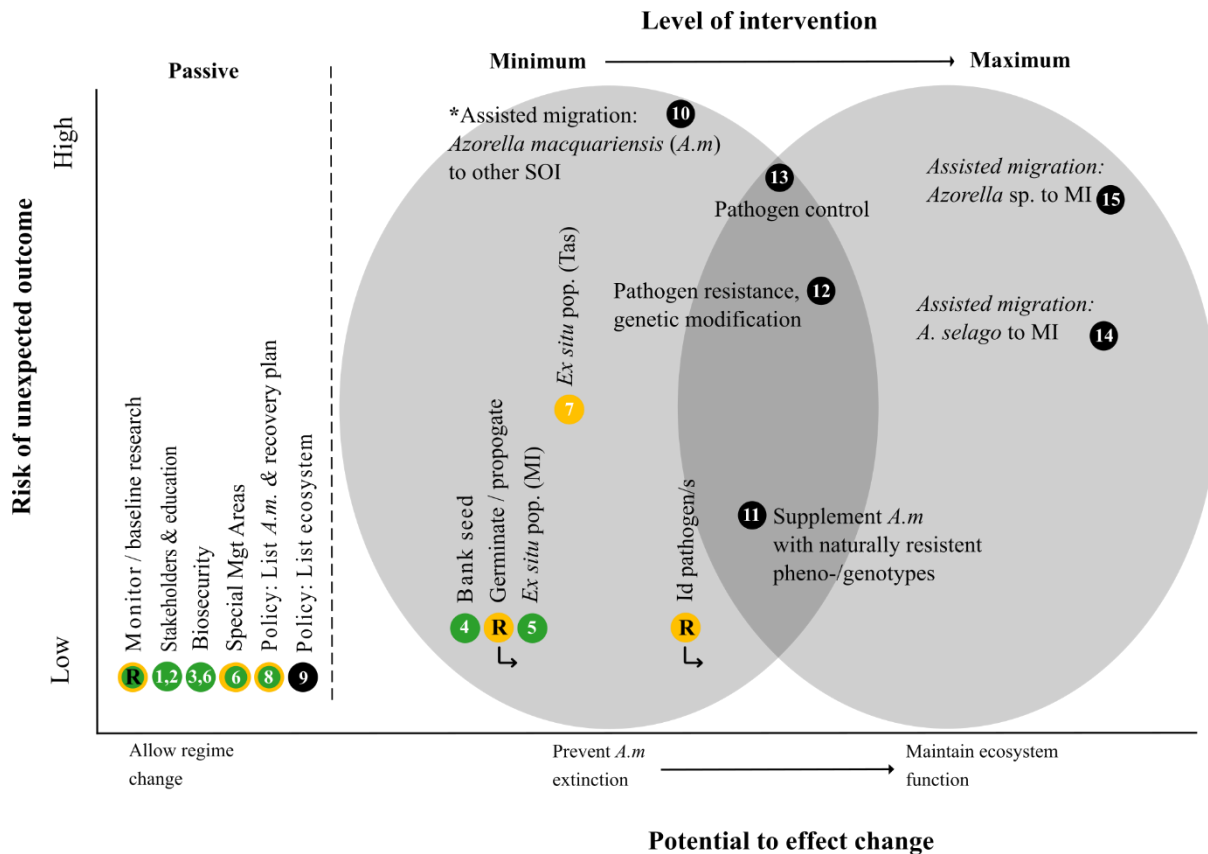 Level of intervention
Passive
Minimum
Maximum
High
Risk of unexpected outcome
Low
*Assisted migration:
Azorella macquariensis (A.m)
to other SOI
10
13
Pathogen control
Assisted migration:
Azorella sp. to MI
15
Pathogen resistance,
genetic modification
12
Assisted migration:
A. selago to MI
14
Ex situ pop. (Tas)
7
Monitor / baseline research
R
Stakeholders & education
1,2
Biosecurity
3,6
Special Mgt Areas
6
Policy: List A.m. & recovery plan
8
Policy: List ecosystem
9
Bank seed
4
Germinate / propogate
R
Ex situ pop. (MI)
5
Id pathogen/s
R
11
Supplement A.m
with naturally resistent
pheno-/genotypes
Allow regime
change
Prevent A.m
extinction
Maintain ecosystem
function
Potential to effect change